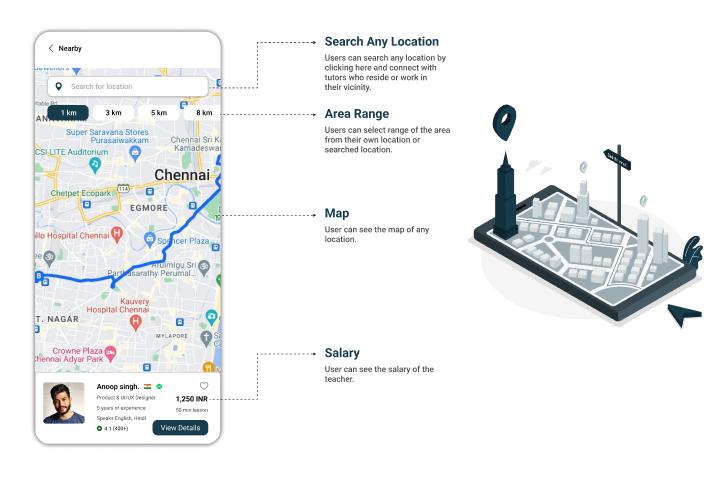 Nearby
Search Any Location
Users can search any location by
clicking here and connect with
tutors who reside or work in
their vicinity.
Search for location
Area Range
Users can select range of the area
from their own location or
searched location.
1 km
3 km
5 km
8 km
Super Saravana Stores
Purasaiwakkam
Chennai Sri Ka
Kamadeswara
CSI LITE Auditorium
Chennai
Chetpet Ecopark
114
EGMORE
Map
User can see the map of any
location.
llo Hospital Chennai
Spencer Plaza
Arulmigu Sri
Parthasarathy Perumal...
B
Kauvery
Hospital Chennai
T. NAGAR
MYLAPORE
Crowne Plaza
Chennai Adyar Park
Salary
User can see the salary of the
teacher.
Anoop singh.
Product & UI/UX Designer
5 years of experience
Speaks English, Hindi
4.1 (400+)
1,250 INR
50 min lesson
View Details